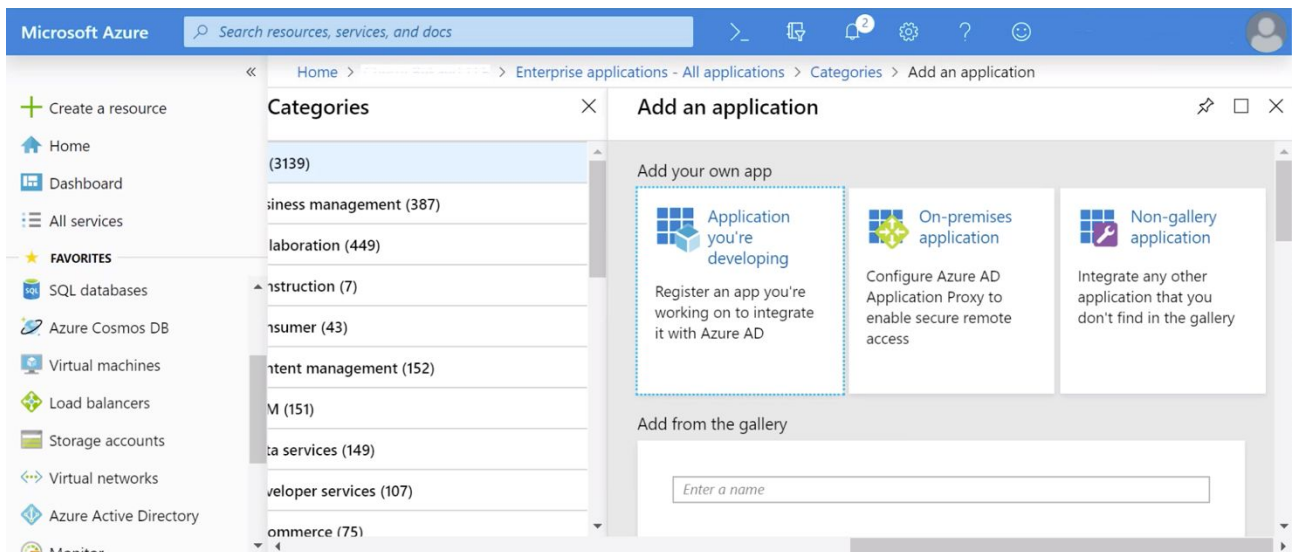 Microsoft Azure
Search resources, services, and docs
2
Home > > Enterprise applications - All applications > Categories > Add an application
Create a resource
Home
Dashboard
All services
FAVORITES
SQL databases
Azure Cosmos DB
Virtual machines
Load balancers
Storage accounts
Virtual networks
Azure Active Directory
Monitor
Categories
(3139)
siness management (387)
laboration (449)
nstruction (7)
nsumer (43)
ntent management (152)
M (151)
ta services (149)
veloper services (107)
ommerce (75)
Add an application
Add your own app
Application
you're
developing
Register an app you're
working on to integrate
it with Azure AD
On-premises
application
Configure Azure AD
Application Proxy to
enable secure remote
access
Non-gallery
application
Integrate any other
application that you
don't find in the gallery
Add from the gallery
Enter a name